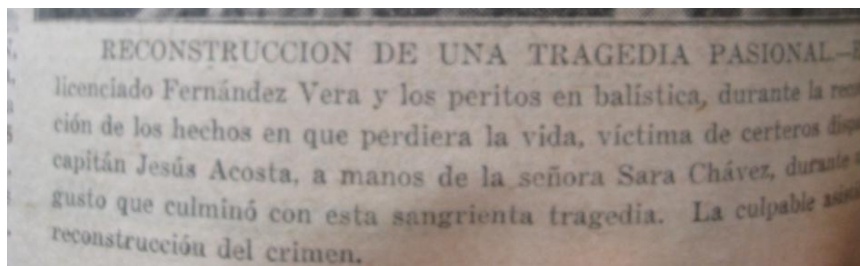 RECONSTRUCCION DE UNA TRAGEDIA PASIONAL.—
licenciado Fernández Vera y los peritos en balística, durante la
ción de los hechos en que perdiera la vida, víctima de certeros
capitán Jesús Acosta, a manos de la señora Sara Chávez, durante
gusto que culminó con esta sangrienta tragedia. La culpable
reconstrucción del crimen.